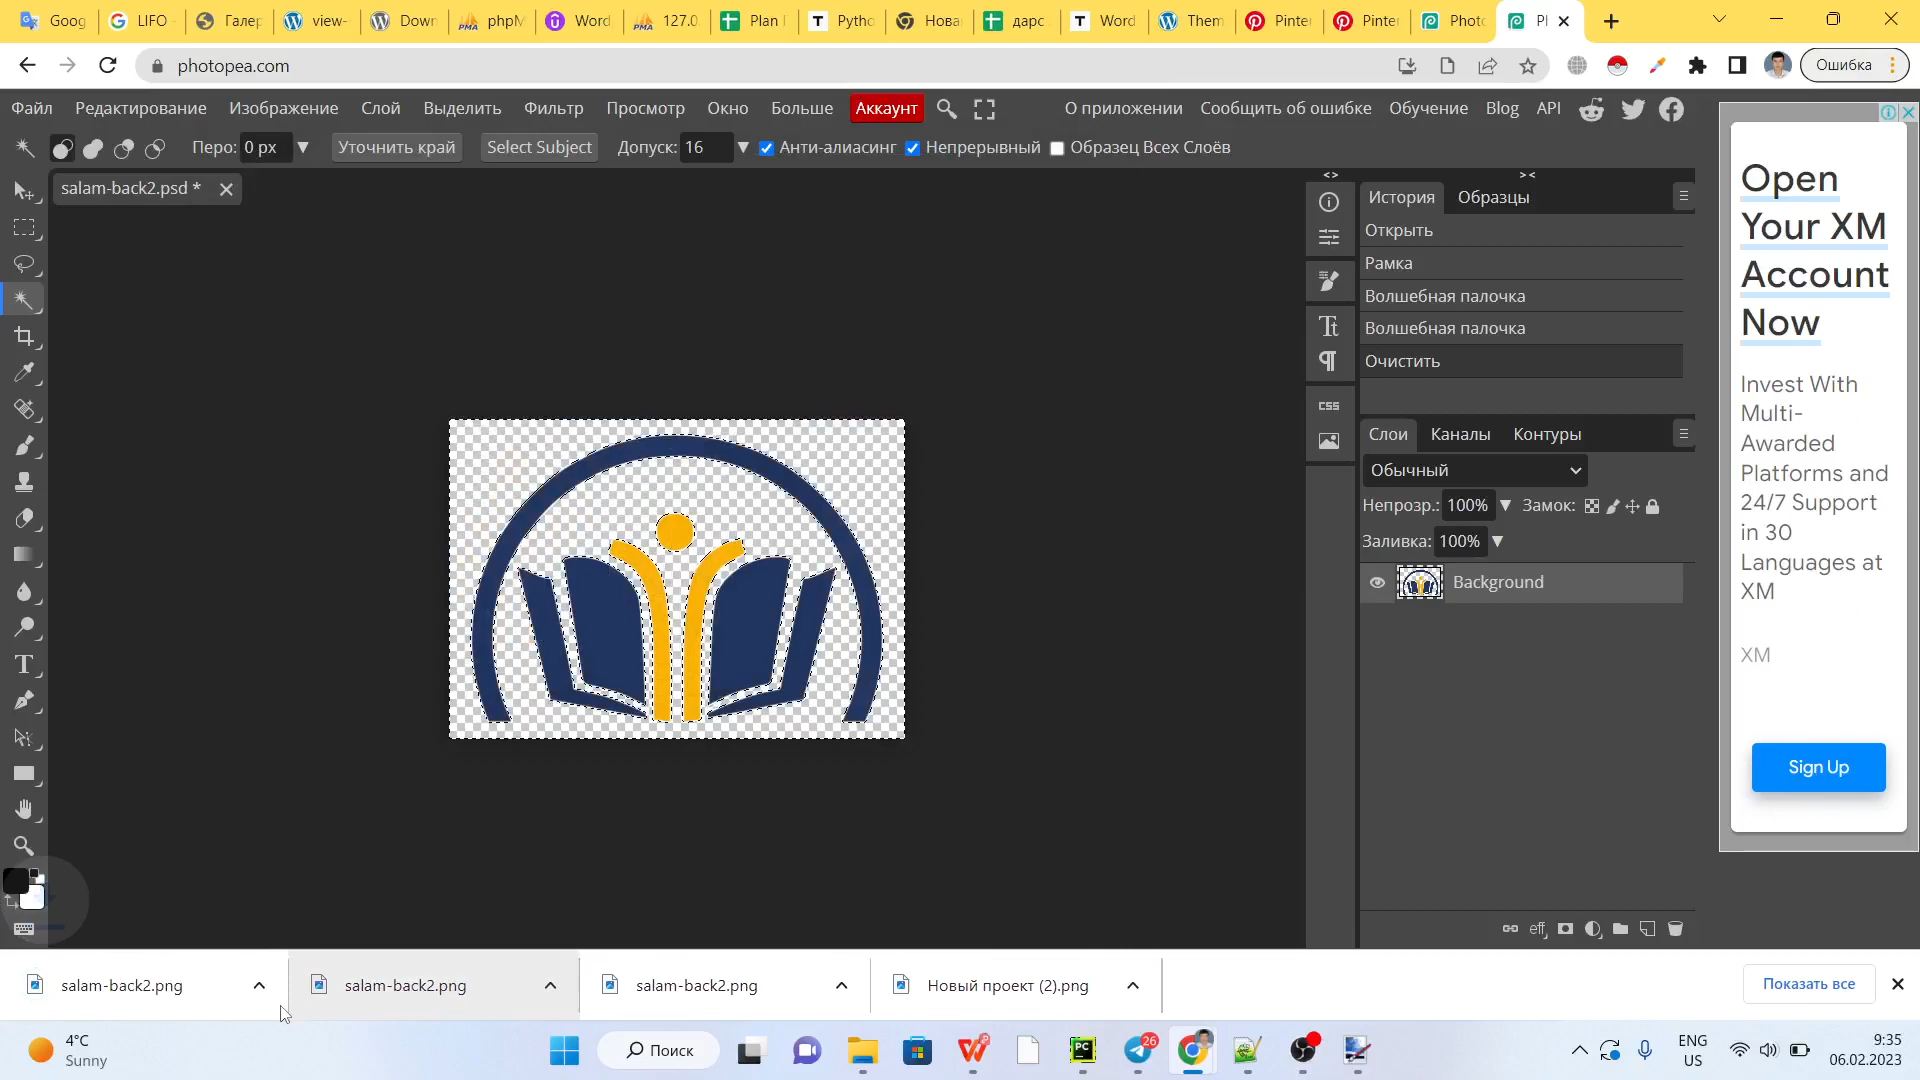 Goog LIFO - Галер view- Down phpM Word 127.0. Plan Pytho Нова дарс Word Them Pinter Pinter Photo Pl
photopea.com Ошибка
Файл Редактирование Изображение Слой Выделить Фильтр Просмотр Окно Больше Аккаунт О приложении Сообщить об ошибке Обучение Blog API
Перо: 0 px Уточнить край Select Subject Допуск: 16 Анти-алиасинг Непрерывный Образец Всех Слоёв
salam-back2.psd *
История Образцы
Открыть
Рамка
Волшебная палочка
Волшебная палочка
Очистить
CSS
Слои Каналы Контуры
Обычный
Непрозр.: 100% Замок:
Заливка: 100%
Background
eff
Open
Your XM
Account
Now
Invest With
Multi-
Awarded
Platforms and
24/7 Support
in 30
Languages at
XM
XM
Sign Up
salam-back2.png salam-back2.png salam-back2.png Новый проект (2).png Показать все
4°C
Sunny
Поиск
PC
26
ENG
US
9:35
06.02.2023